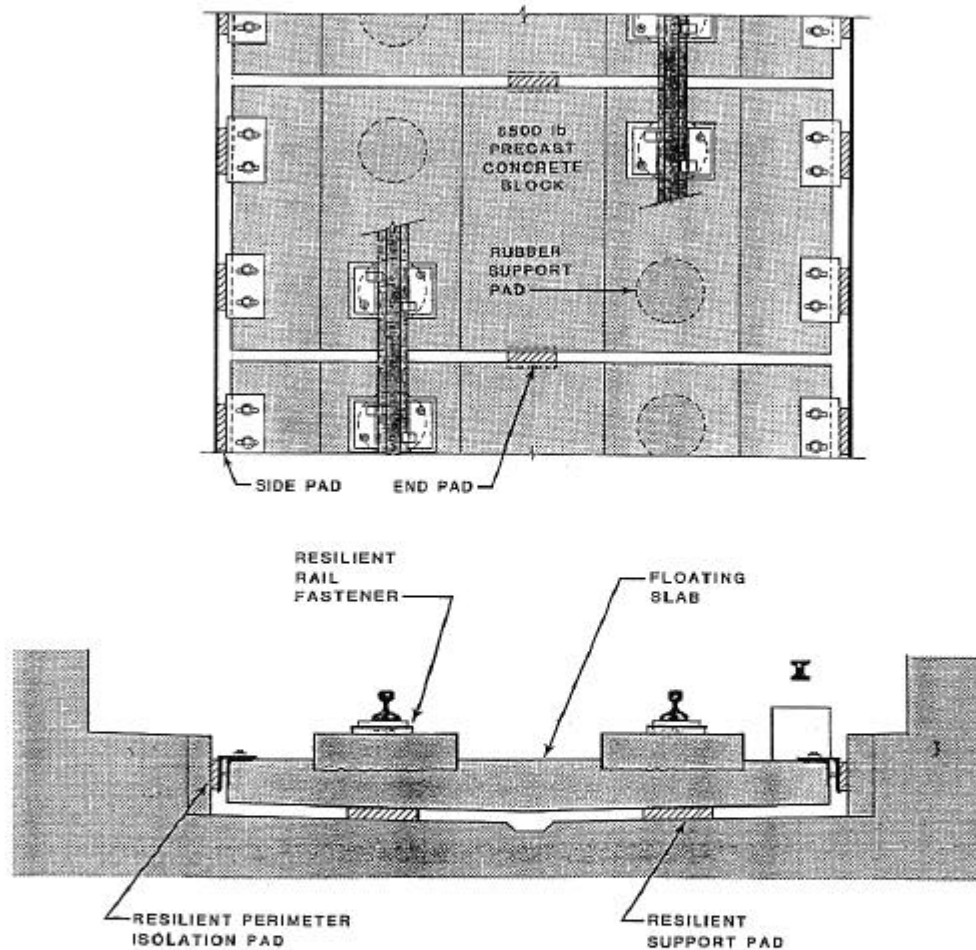 8500 lb
PRECAST
CONCRETE
BLOCK
RUBBER
SUPPORT
PAD
SIDE PAD
END PAD
RESILIENT
RAIL
FASTENER
FLOATING
SLAB
RESILIENT PERIMETER
ISOLATION PAD
RESILIENT
SUPPORT PAD